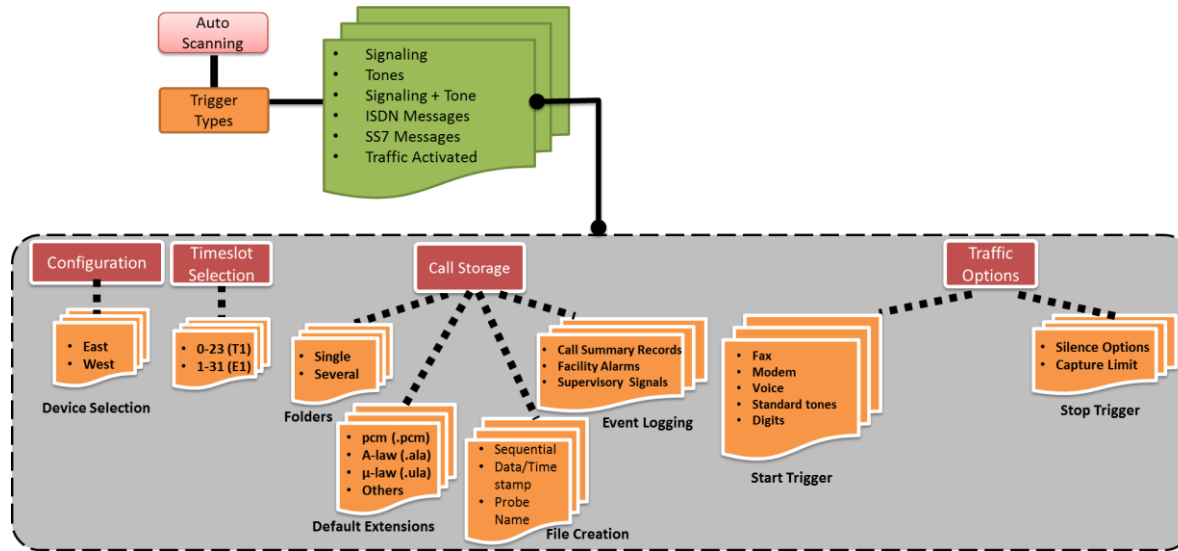 Auto
Scanning
Trigger
Types
• Signaling
• Tones
• Signaling + Tone
• ISDN Messages
• SS7 Messages
• Traffic Activated
Configuration
• East
• West
Device Selection
Timeslot
Selection
• 0-23 (T1)
• 1-31 (E1)
Call Storage
• Single
• Several
Folders
• pcm (.pcm)
• A-law (.ala)
• μ-law (.ula)
• Others
Default Extensions
• Sequential
• Data/Time
stamp
• Probe
Name
File Creation
• Call Summary Records
• Facility Alarms
• Supervisory Signals
Event Logging
Traffic
Options
• Fax
• Modem
• Voice
• Standard tones
• Digits
Start Trigger
• Silence Options
• Capture Limit
Stop Trigger